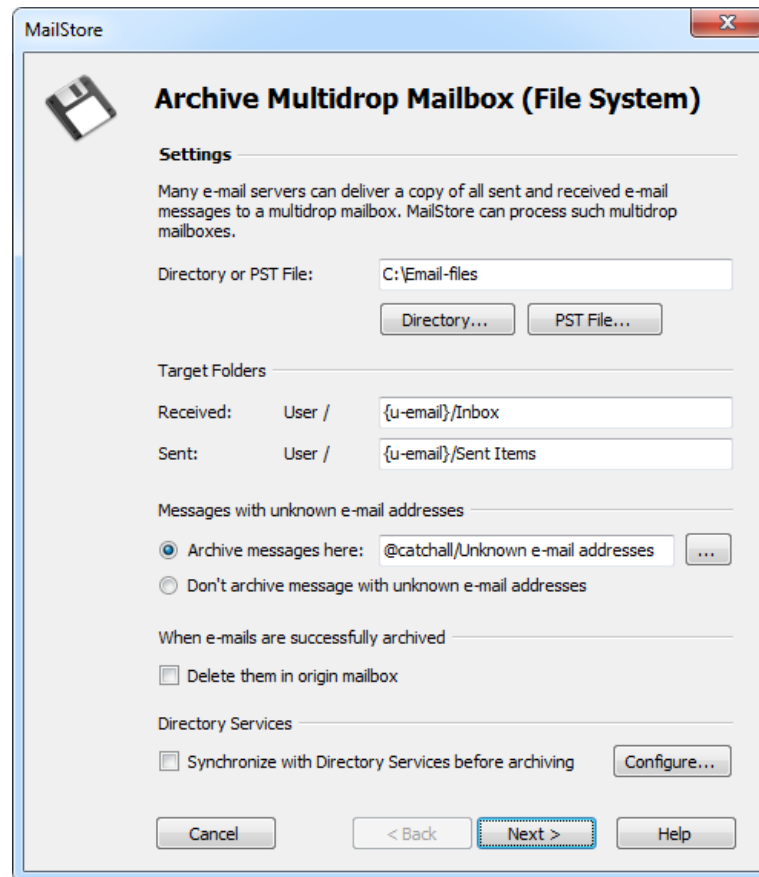 MailStore
Archive Multidrop Mailbox (File System)
Settings
Many e-mail servers can deliver a copy of all sent and received e-mail
messages to a multidrop mailbox. MailStore can process such multidrop
mailboxes.
Directory or PST File: C:\Email-files
Directory... PST File...
Target Folders
Received: User / {u-email}/Inbox
Sent: User / {u-email}/Sent Items
Messages with unknown e-mail addresses
Archive messages here: @catchall/Unknown e-mail addresses ...
Don't archive message with unknown e-mail addresses
When e-mails are successfully archived
Delete them in origin mailbox
Directory Services
Synchronize with Directory Services before archiving Configure...
Cancel < Back Next > Help